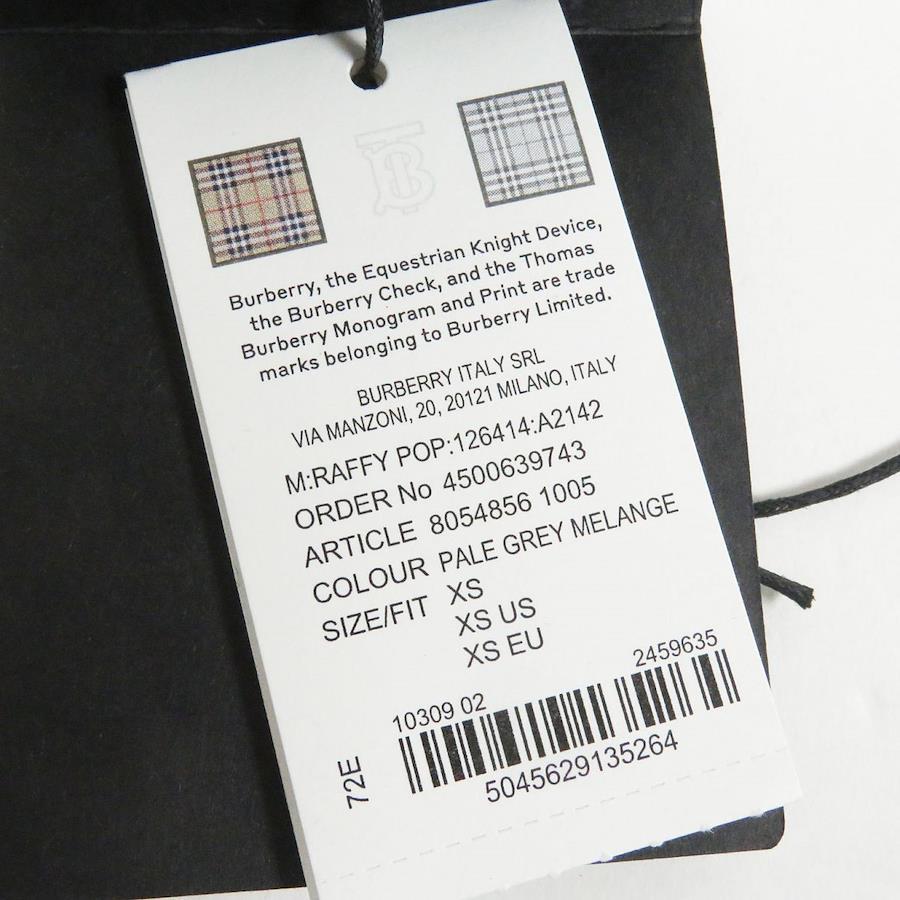 TB
Burberry, the Equestrian Knight Device,
the Burberry Check, and the Thomas
Burberry Monogram and Print are trade
marks belonging to Burberry Limited.
BURBERRY ITALY SRL
VIA MANZONI, 20, 20121 MILANO, ITALY
M:RAFFY POP:126414:A2142
ORDER No 4500639743
ARTICLE 8054856 1005
COLOUR PALE GREY MELANGE
SIZE/FIT XS
XS US
XS EU
10309 02 2459635
72E
5045629135264